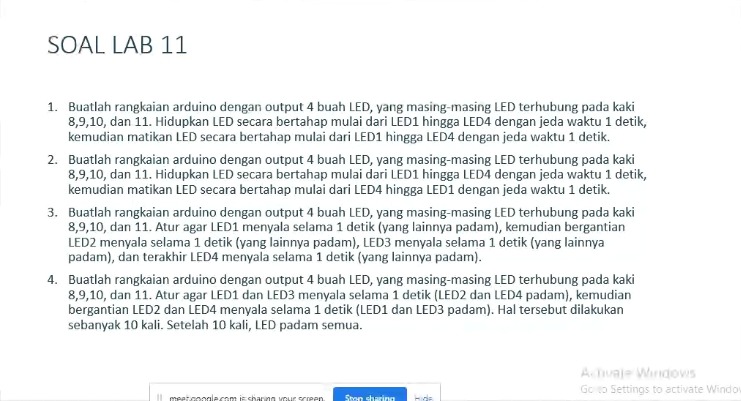 SOAL LAB 11
1. Buatlah rangkaian arduino dengan output 4 buah LED, yang masing-masing LED terhubung pada kaki
8,9,10, dan 11. Hidupkan LED secara bertahap mulai dari LED1 hingga LED4 dengan jeda waktu 1 detik,
kemudian matikan LED secara bertahap mulai dari LED1 hingga LED4 dengan jeda waktu 1 detik.
2. Buatlah rangkaian arduino dengan output 4 buah LED, yang masing-masing LED terhubung pada kaki
8,9,10, dan 11. Hidupkan LED secara bertahap mulai dari LED1 hingga LED4 dengan jeda waktu 1 detik,
kemudian matikan LED secara bertahap mulai dari LED4 hingga LED1 dengan jeda waktu 1 detik.
3. Buatlah rangkaian arduino dengan output 4 buah LED, yang masing-masing LED terhubung pada kaki
8,9,10, dan 11. Atur agar LED1 menyala selama 1 detik (yang lainnya padam), kemudian bergantian
LED2 menyala selama 1 detik (yang lainnya padam), LED3 menyala selama 1 detik (yang lainnya
padam), dan terakhir LED4 menyala selama 1 detik (yang lainnya padam).
4. Buatlah rangkaian arduino dengan output 4 buah LED, yang masing-masing LED terhubung pada kaki
8,9,10, dan 11. Atur agar LED1 dan LED3 menyala selama 1 detik (LED2 dan LED4 padam), kemudian
bergantian LED2 dan LED4 menyala selama 1 detik (LED1 dan LED3 padam). Hal tersebut dilakukan
sebanyak 10 kali. Setelah 10 kali, LED padam semua.
Activate Windows
Go to Settings to activate Windov
meet.google.com is sharing your screen. Stop sharing Hide